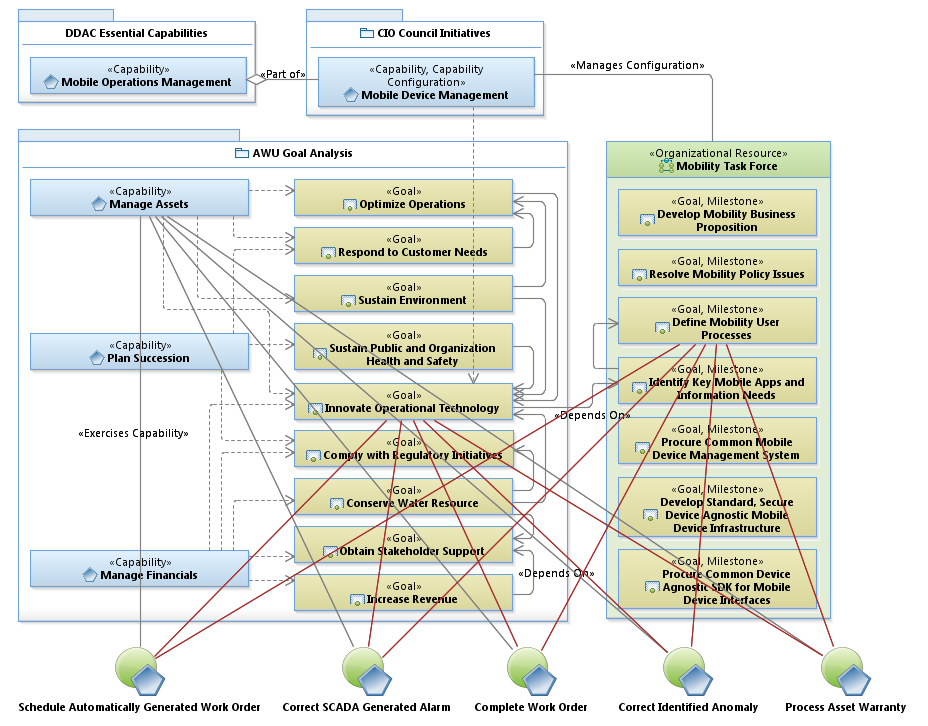 DDAC Essential Capabilities
«Capability»
Mobile Operations Management
«Part of»
CIO Council Initiatives
«Capability, Capability
Configuration»
Mobile Device Management
«Manages Configuration»
AWU Goal Analysis
«Capability»
Manage Assets
«Capability»
Plan Succession
«Exercises Capability»
«Capability»
Manage Financials
«Goal»
Optimize Operations
«Goal»
Respond to Customer Needs
«Goal»
Sustain Environment
«Goal»
Sustain Public and Organization
Health and Safety
«Goal»
Innovate Operational Technology
«Goal»
Comply with Regulatory Initiatives
«Goal»
Conserve Water Resource
«Goal»
Obtain Stakeholder Support
«Goal»
Increase Revenue
«Depends On»
«Depends On»
«Organizational Resource»
Mobility Task Force
«Goal, Milestone»
Develop Mobility Business
Proposition
«Goal, Milestone»
Resolve Mobility Policy Issues
«Goal, Milestone»
Define Mobility User
Processes
«Goal, Milestone»
Identify Key Mobile Apps and
Information Needs
«Goal, Milestone»
Procure Common Mobile
Device Management System
«Goal, Milestone»
Develop Standard, Secure
Device Agnostic Mobile
Device Infrastructure
«Goal, Milestone»
Procure Common Device
Agnostic SDK for Mobile
Device Interfaces
Schedule Automatically Generated Work Order
Correct SCADA Generated Alarm
Complete Work Order
Correct Identified Anomaly
Process Asset Warranty